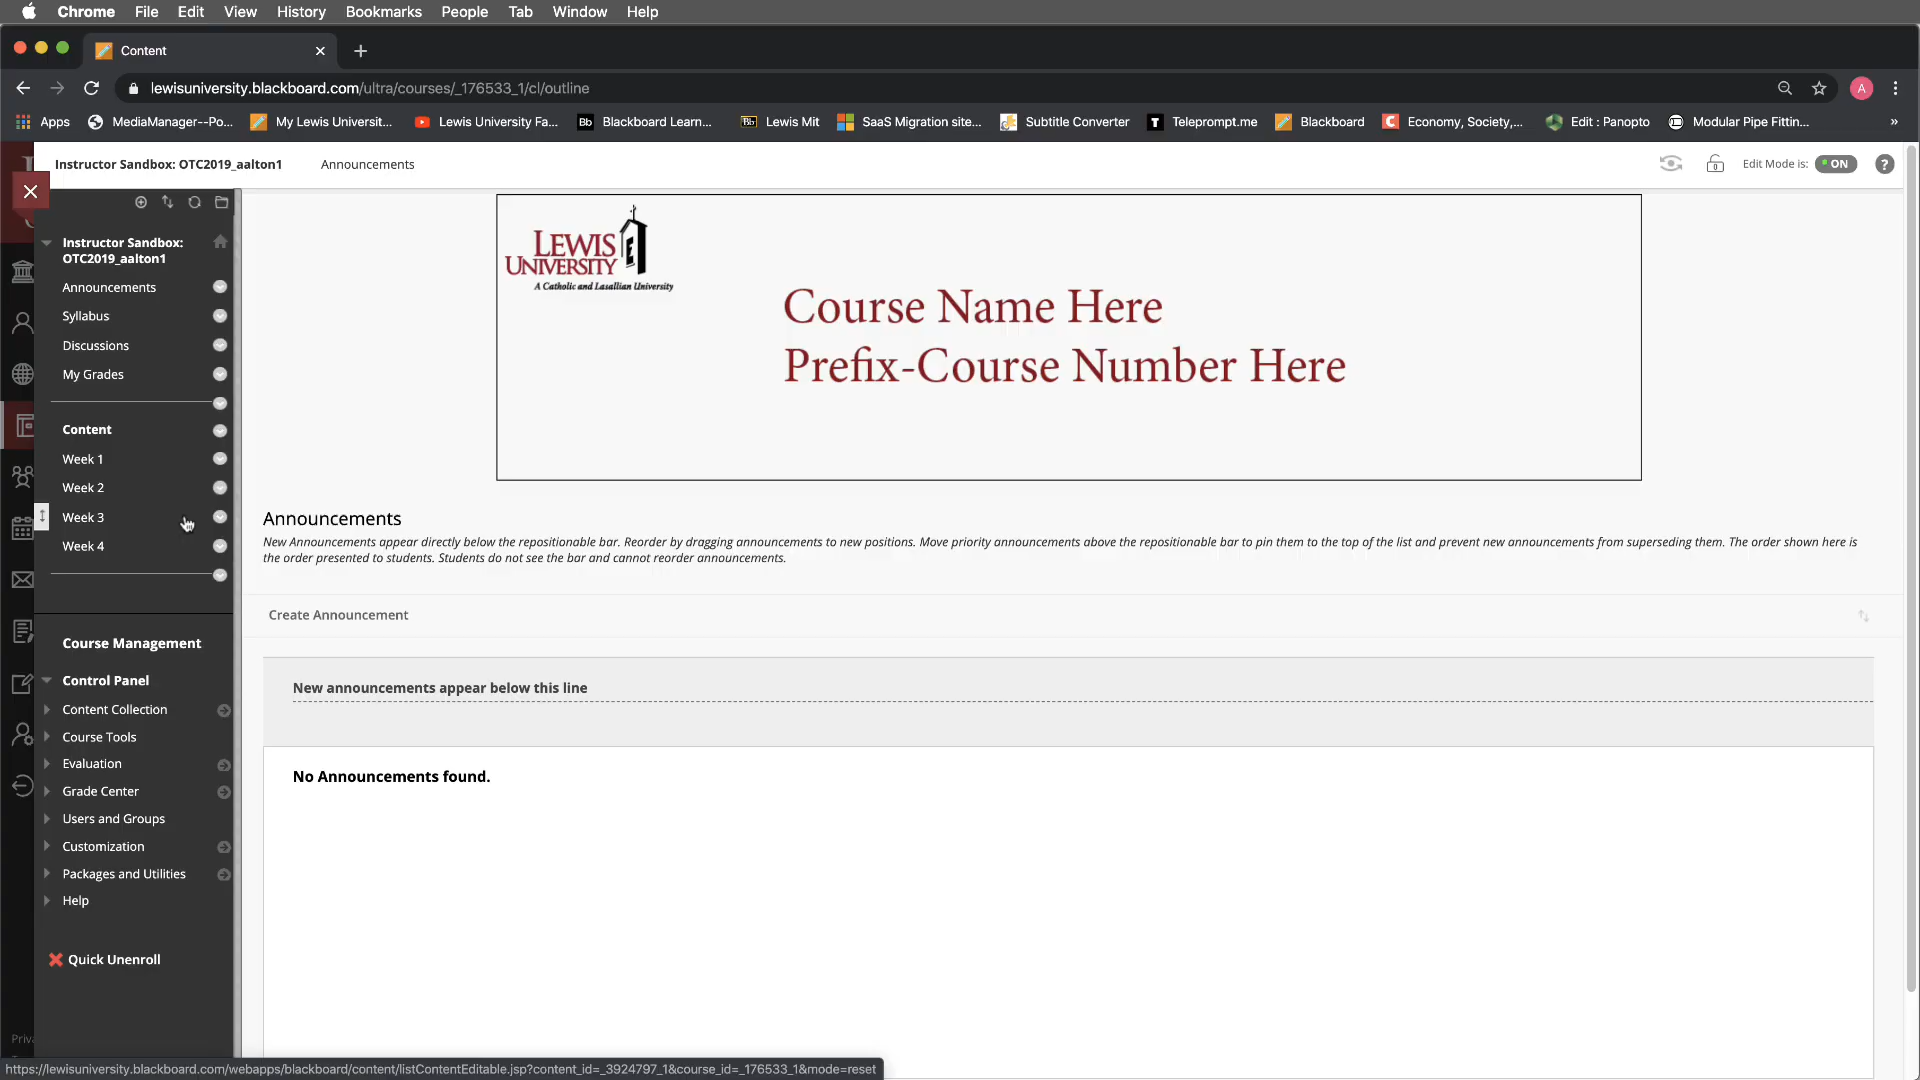 Chrome File Edit View History Bookmarks People Tab Window Help
Content
lewisuniversity.blackboard.com/ultra/courses/_176533_1/cl/outline
A
Apps MediaManager--Po... My Lewis Universit... Lewis University Fa... Bb Blackboard Learn... Bb Lewis Mit SaaS Migration site... Subtitle Converter T Teleprompt.me Blackboard C Economy, Society,... Edit : Panopto Modular Pipe Fittin... »
Instructor Sandbox: OTC2019_aalton1 Announcements Edit Mode is: ON ?
Instructor Sandbox:
OTC2019_aalton1
Announcements
Syllabus
Discussions
My Grades
Content
Week 1
Week 2
Week 3
Week 4
Course Management
Control Panel
Content Collection
Course Tools
Evaluation
Grade Center
Users and Groups
Customization
Packages and Utilities
Help
Quick Unenroll
LEWIS
UNIVERSITY
A Catholic and Lasallian University
Course Name Here
Prefix-Course Number Here
Announcements
New Announcements appear directly below the repositionable bar. Reorder by dragging announcements to new positions. Move priority announcements above the repositionable bar to pin them to the top of the list and prevent new announcements from superseding them. The order shown here is
the order presented to students. Students do not see the bar and cannot reorder announcements.
Create Announcement
New announcements appear below this line
No Announcements found.
https://lewisuniversity.blackboard.com/webapps/blackboard/content/listContentEditable.jsp?content_id=_3924797_1&course_id=_176533_1&mode=reset